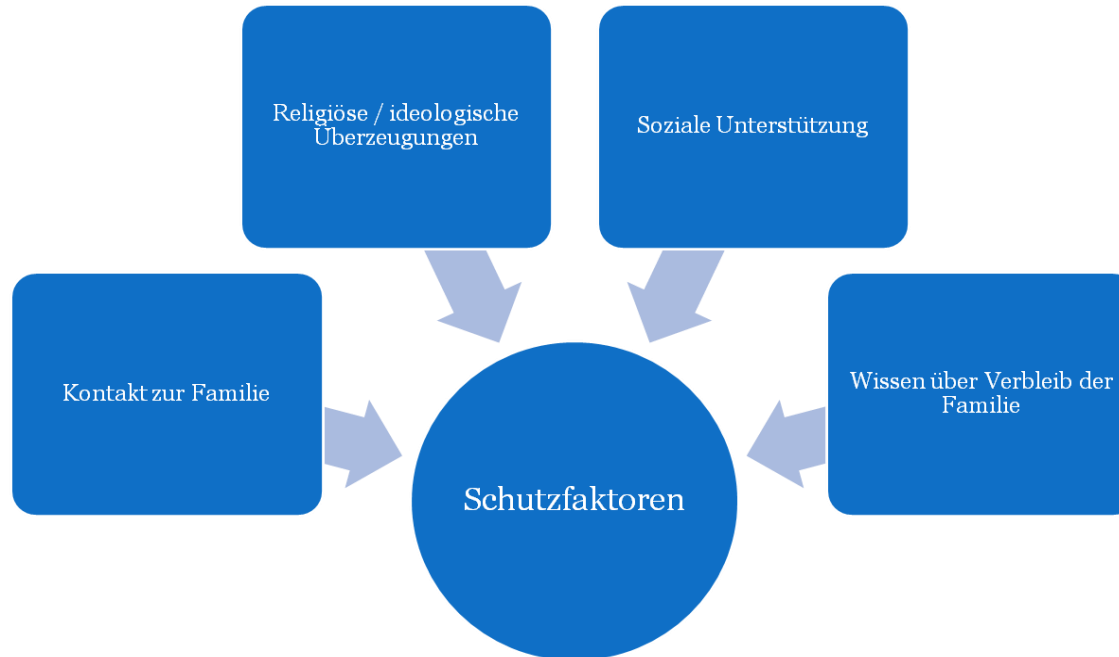 Religiöse / ideologische
Überzeugungen
Soziale Unterstützung
Kontakt zur Familie
Wissen über Verbleib der
Familie
Schutzfaktoren